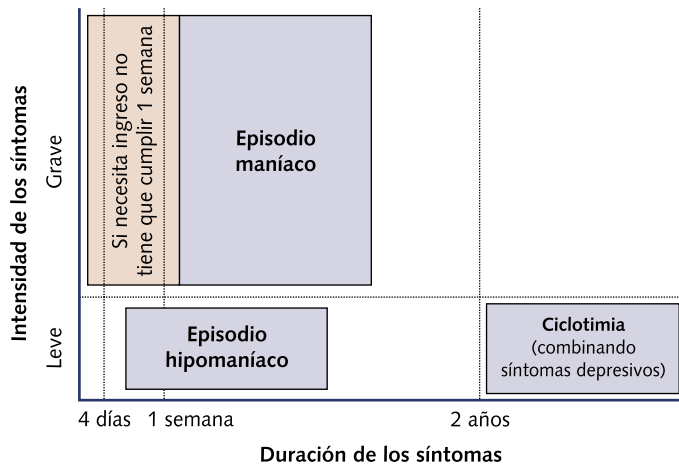 Intensidad de los síntomas
Grave
Leve
Si necesita ingreso no
tiene que cumplir 1 semana
Episodio
maníaco
Episodio
hipomaníaco
Ciclotimia
(combinando
síntomas depresivos)
4 días
1 semana
2 años
Duración de los síntomas